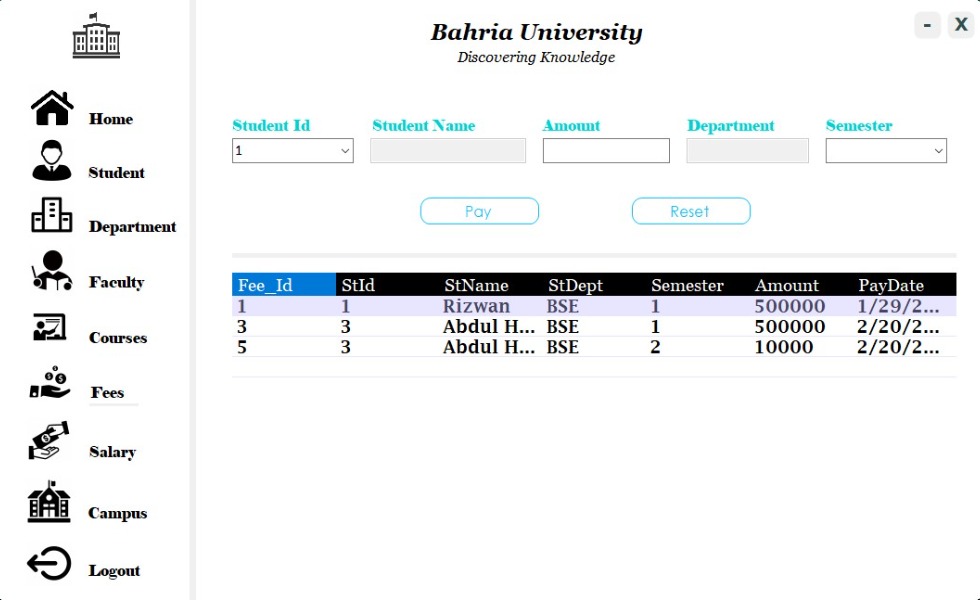 Bahria University
Discovering Knowledge
- X
Home
Student
Department
Faculty
Courses
Fees
Salary
Campus
Logout
Student Id Student Name Amount Department Semester
1
Pay Reset
Fee_Id StId StName StDept Semester Amount PayDate
1 1 Rizwan BSE 1 500000 1/29/2...
3 3 Abdul H... BSE 1 500000 2/20/2...
5 3 Abdul H... BSE 2 10000 2/20/2...